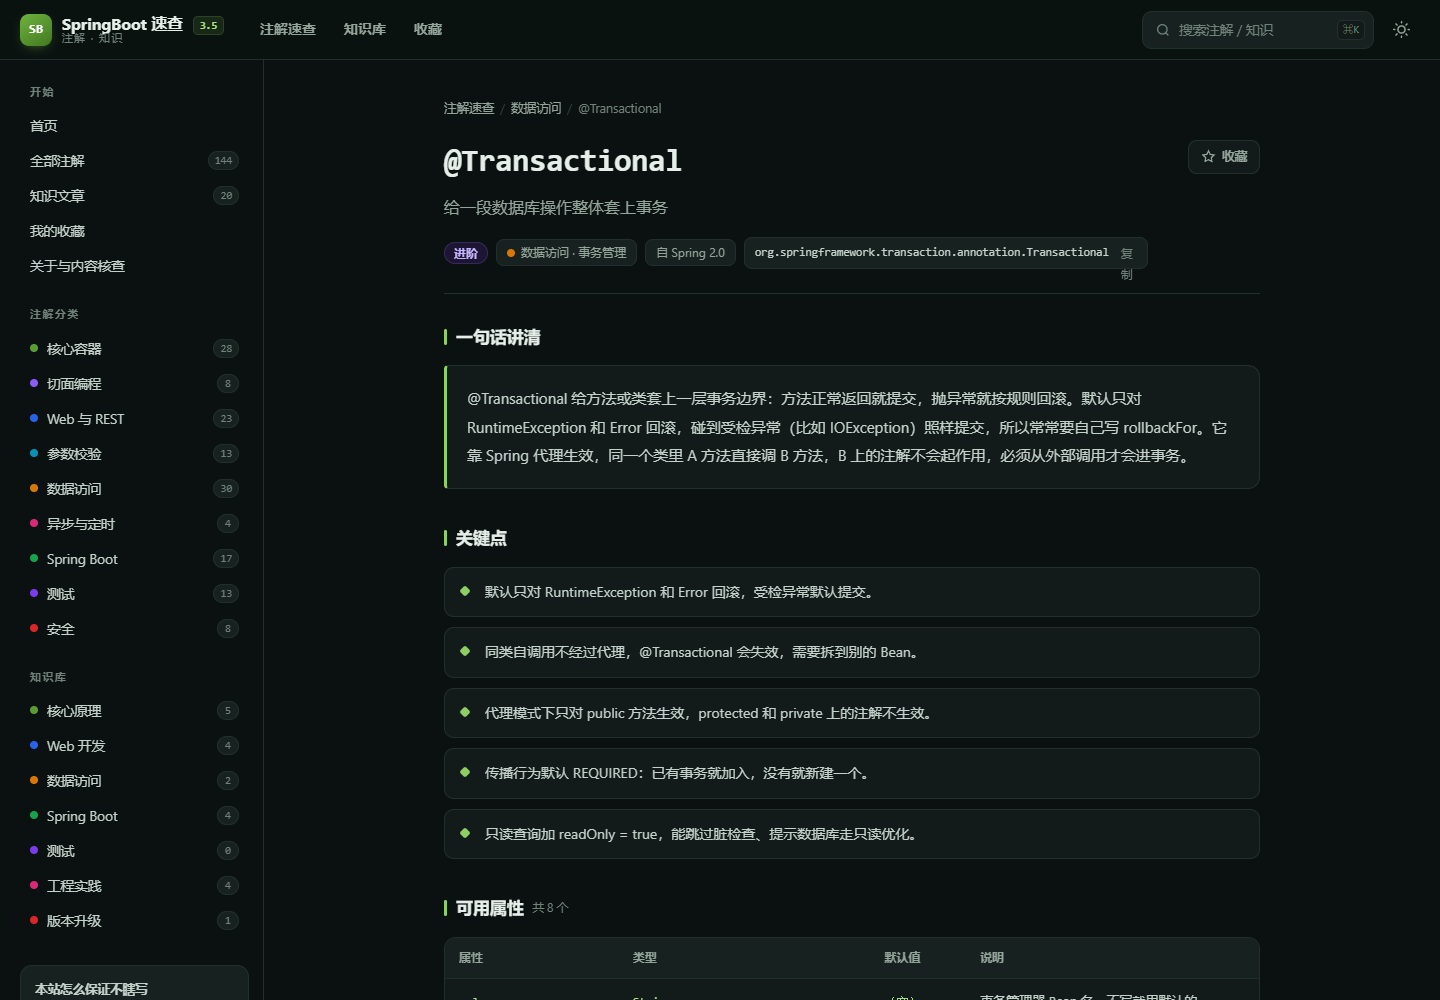 SB
SpringBoot 速查 3.5
注解 · 知识
注解速查
知识库
收藏
搜索注解 / 知识
⌘K
开始
首页
全部注解 144
知识文章 20
我的收藏
关于与内容核查
注解分类
核心容器 28
切面编程 8
Web 与 REST 23
参数校验 13
数据访问 30
异步与定时 4
Spring Boot 17
测试 13
安全 8
知识库
核心原理 5
Web 开发 4
数据访问 2
Spring Boot 4
测试 0
工程实践 4
版本升级 1
本站怎么保证不瞎写
注解速查 / 数据访问 / @Transactional
@Transactional
收藏
给一段数据库操作整体套上事务
进阶
数据访问 · 事务管理
自 Spring 2.0
org.springframework.transaction.annotation.Transactional
复
制
一句话讲清
@Transactional 给方法或类套上一层事务边界：方法正常返回就提交，抛异常就按规则回滚。默认只对
RuntimeException 和 Error 回滚，碰到受检异常（比如 IOException）照样提交，所以常常要自己写 rollbackFor。它
靠 Spring 代理生效，同一个类里 A 方法直接调 B 方法，B 上的注解不会起作用，必须从外部调用才会进事务。
关键点
默认只对 RuntimeException 和 Error 回滚，受检异常默认提交。
同类自调用不经过代理，@Transactional 会失效，需要拆到别的 Bean。
代理模式下只对 public 方法生效，protected 和 private 上的注解不生效。
传播行为默认 REQUIRED：已有事务就加入，没有就新建一个。
只读查询加 readOnly = true，能跳过脏检查、提示数据库走只读优化。
可用属性 共 8 个
属性 类型 默认值 说明